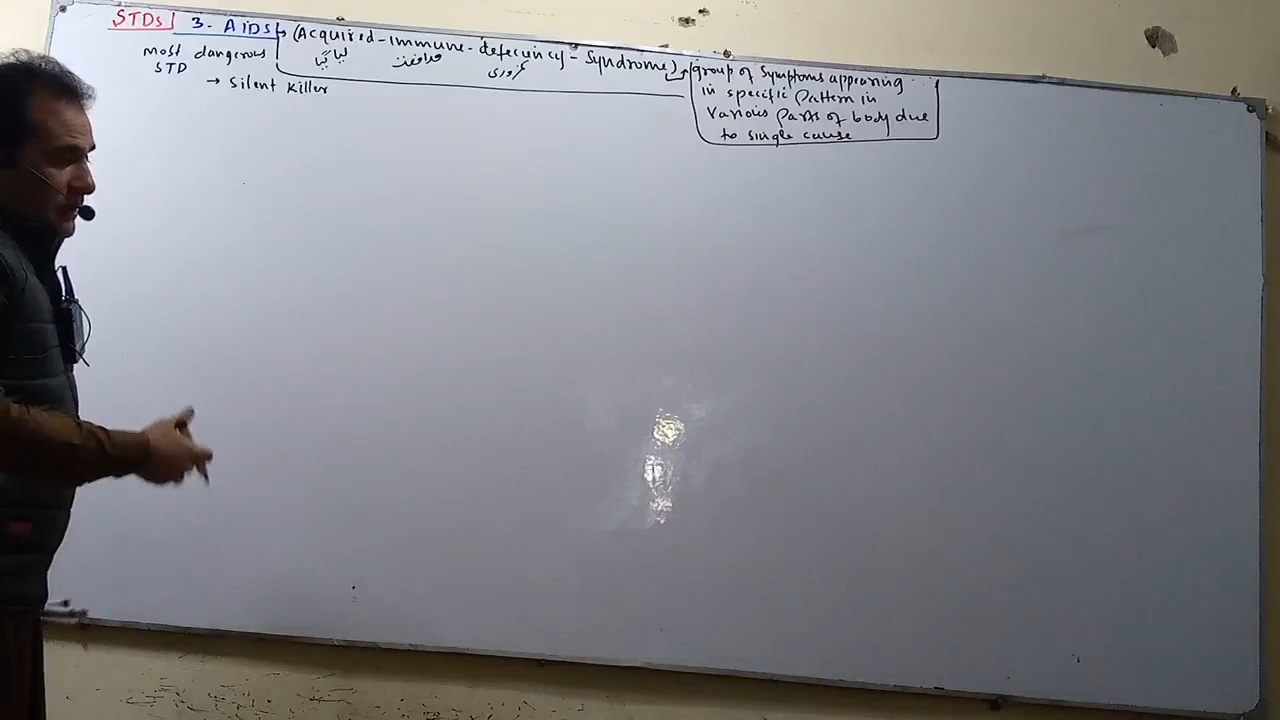 STDs 3. AIDS → (Acquired-immune-defeciency-Syndrome) → group of Symptoms appearing
لیا گیا مدافعت کمزوری
most dangerous
STD
→ Silent Killer
in specific pattern in
various parts of body due
to single cause